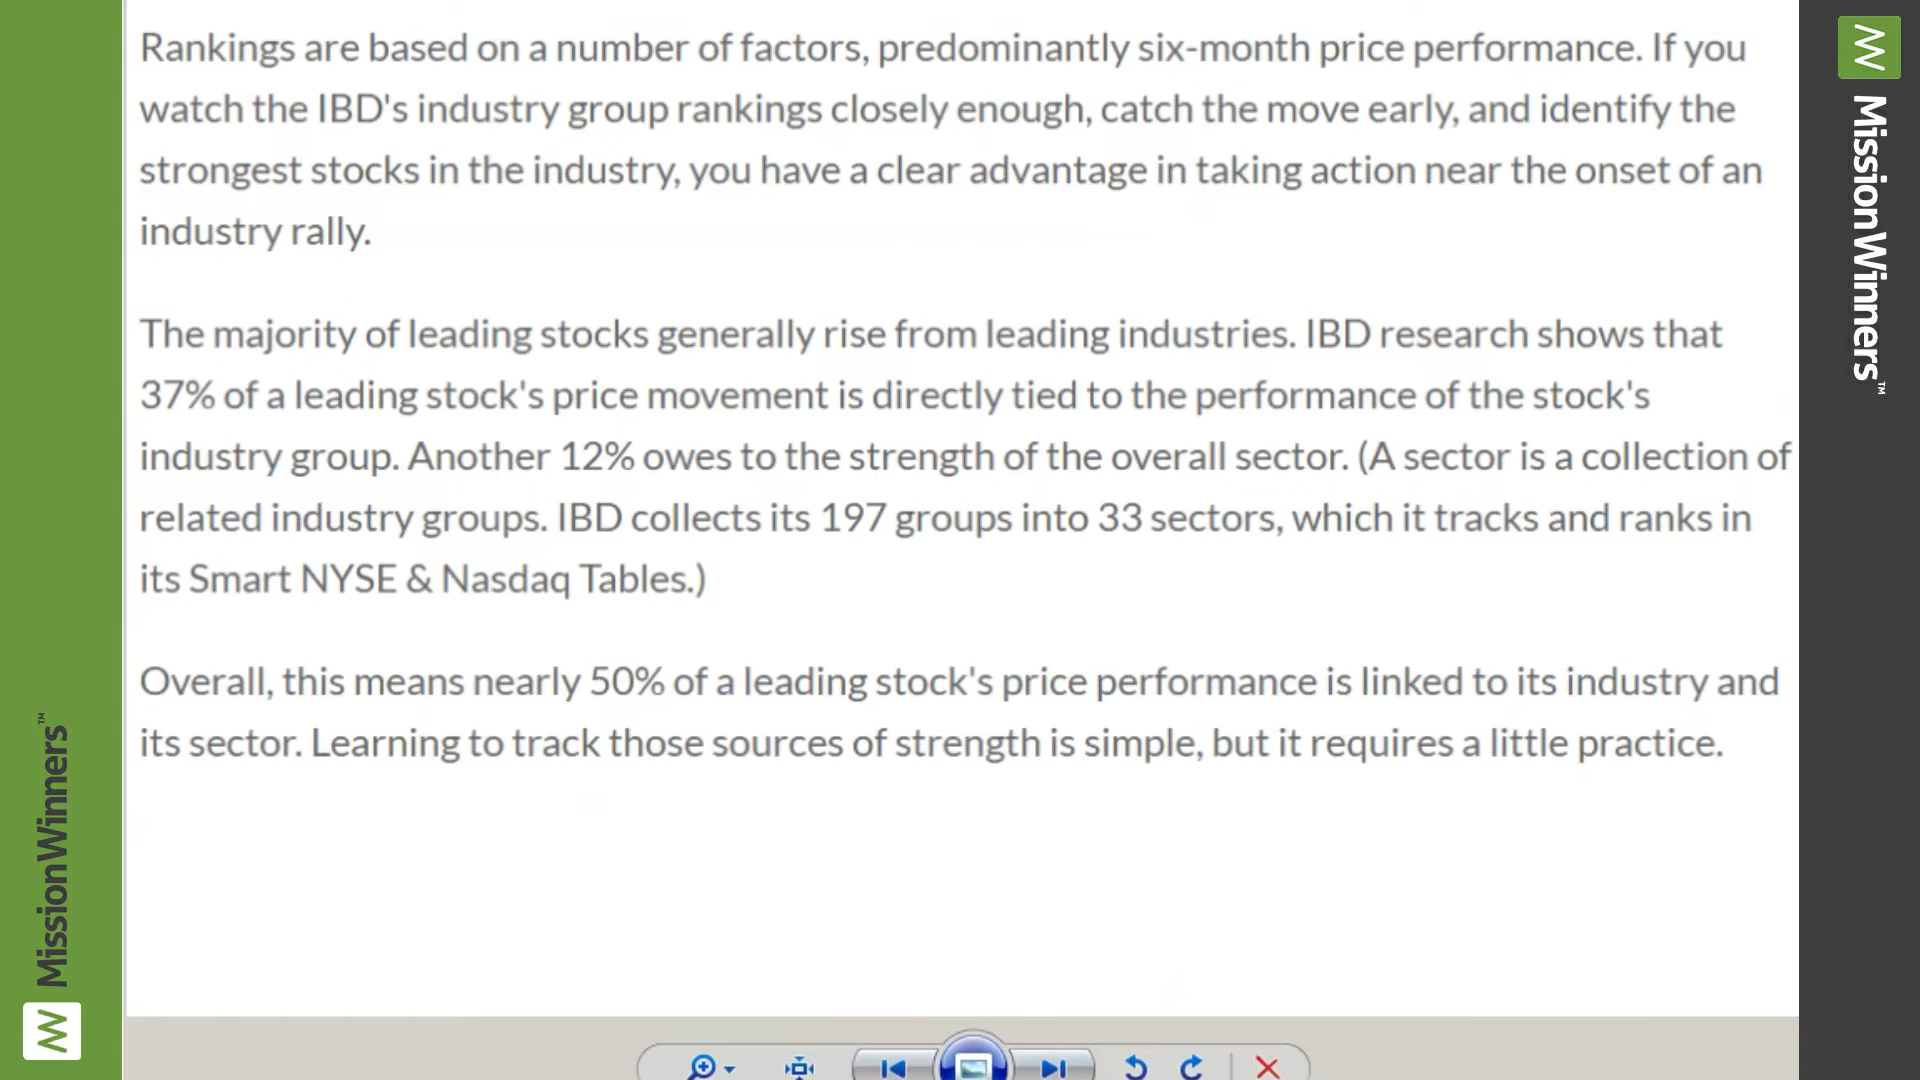 Rankings are based on a number of factors, predominantly six-month price performance. If you
watch the IBD's industry group rankings closely enough, catch the move early, and identify the
strongest stocks in the industry, you have a clear advantage in taking action near the onset of an
industry rally.
The majority of leading stocks generally rise from leading industries. IBD research shows that
37% of a leading stock's price movement is directly tied to the performance of the stock's
industry group. Another 12% owes to the strength of the overall sector. (A sector is a collection of
related industry groups. IBD collects its 197 groups into 33 sectors, which it tracks and ranks in
its Smart NYSE & Nasdaq Tables.)
Overall, this means nearly 50% of a leading stock's price performance is linked to its industry and
its sector. Learning to track those sources of strength is simple, but it requires a little practice.
MissionWinners™
MissionWinners™